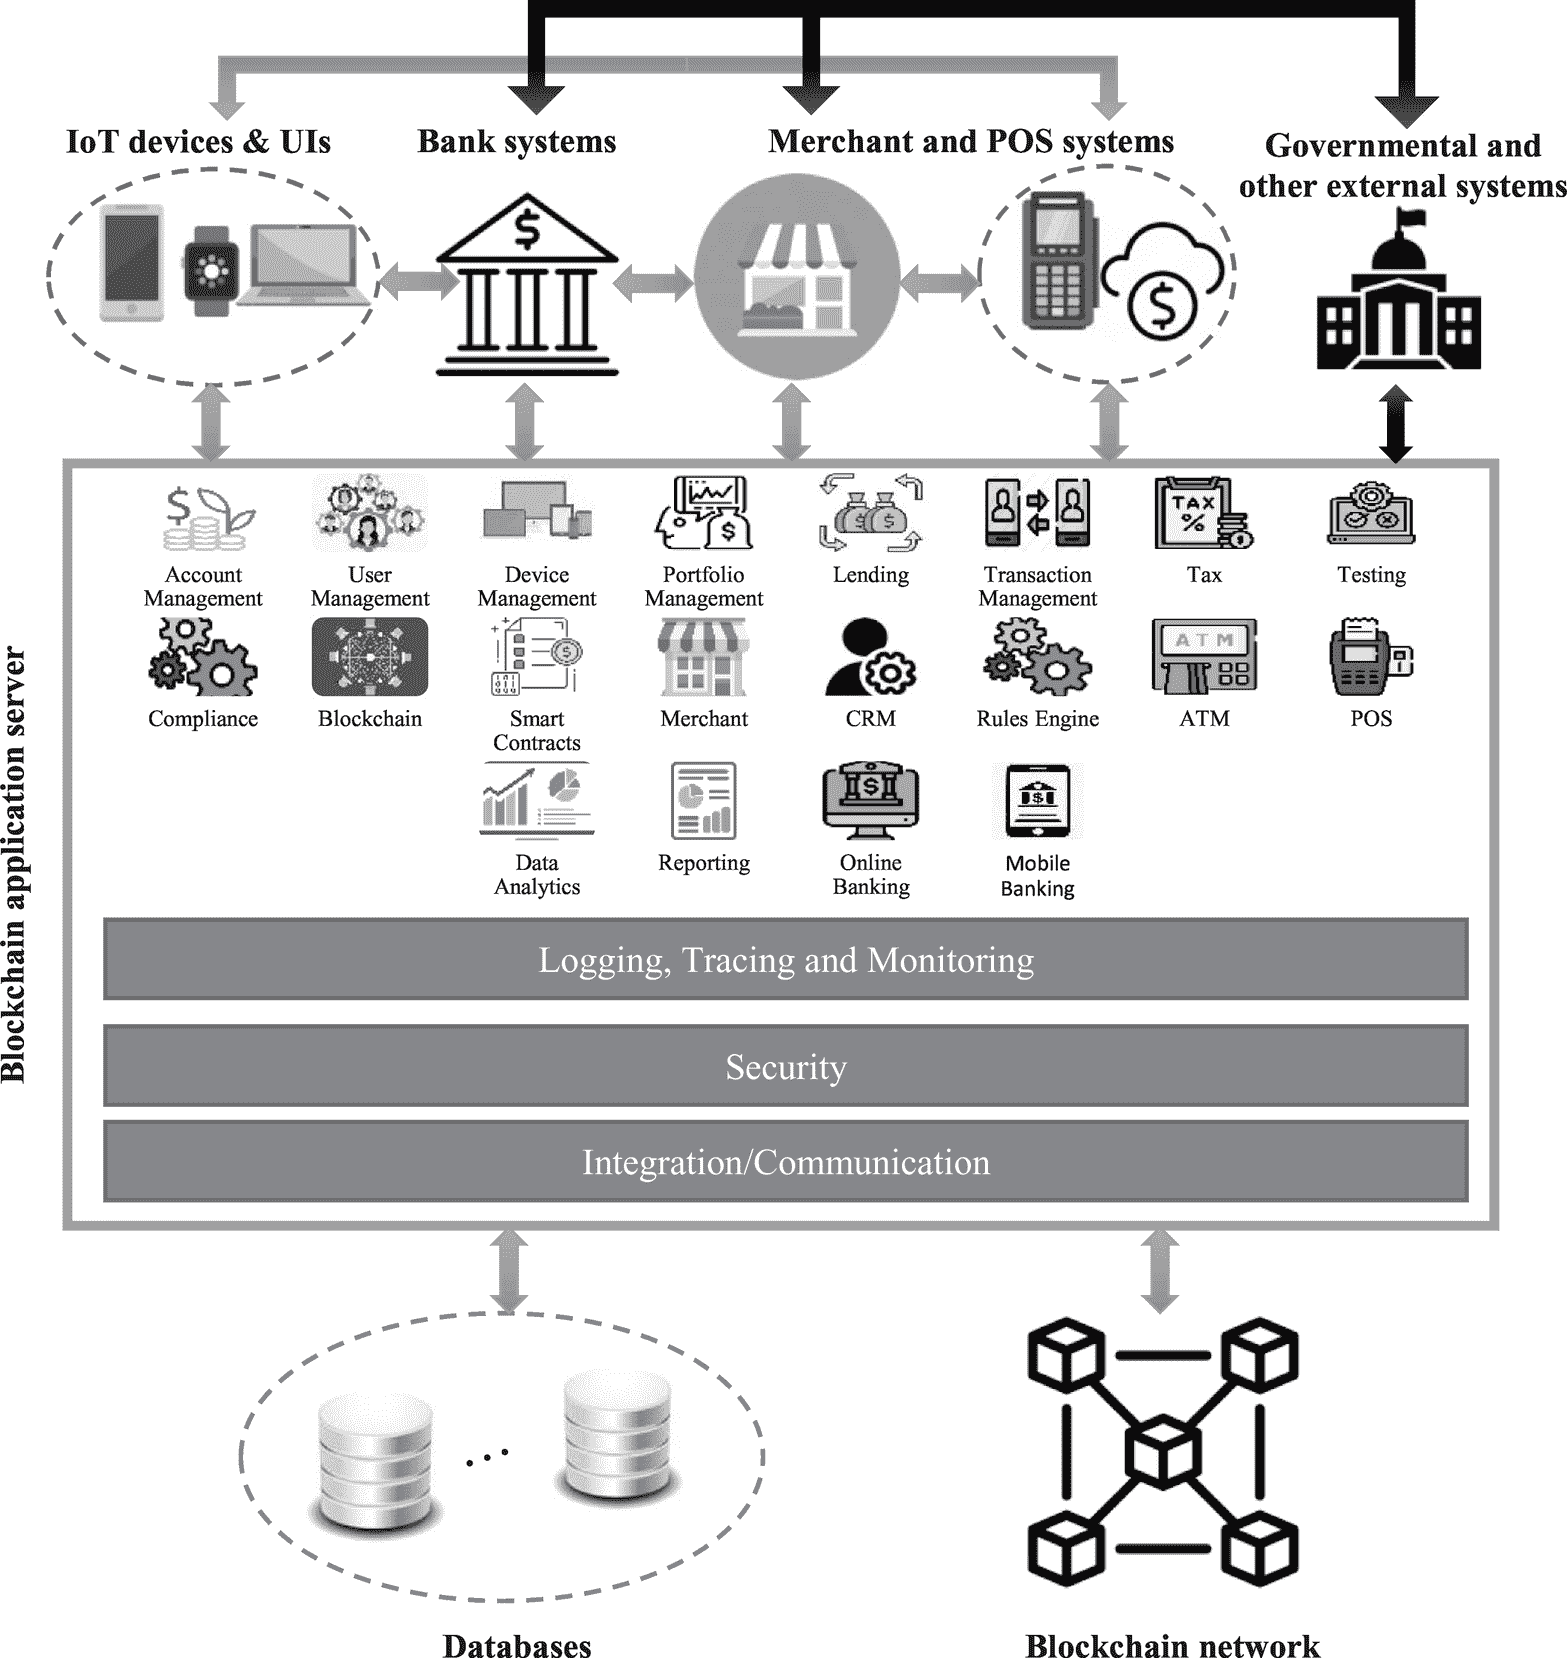 IoT devices & UIs
Bank systems
Merchant and POS systems
Governmental and
other external systems
$
$
Blockchain application server
$
$
$ $
TAX
%
Account
Management
User
Management
Device
Management
Portfolio
Management
Lending
Transaction
Management
Tax
Testing
$
ATM
Compliance
Blockchain
Smart
Contracts
Merchant
CRM
Rules Engine
ATM
POS
$
$
Data
Analytics
Reporting
Online
Banking
Mobile
Banking
Logging, Tracing and Monitoring
Security
Integration/Communication
...
Databases
Blockchain network